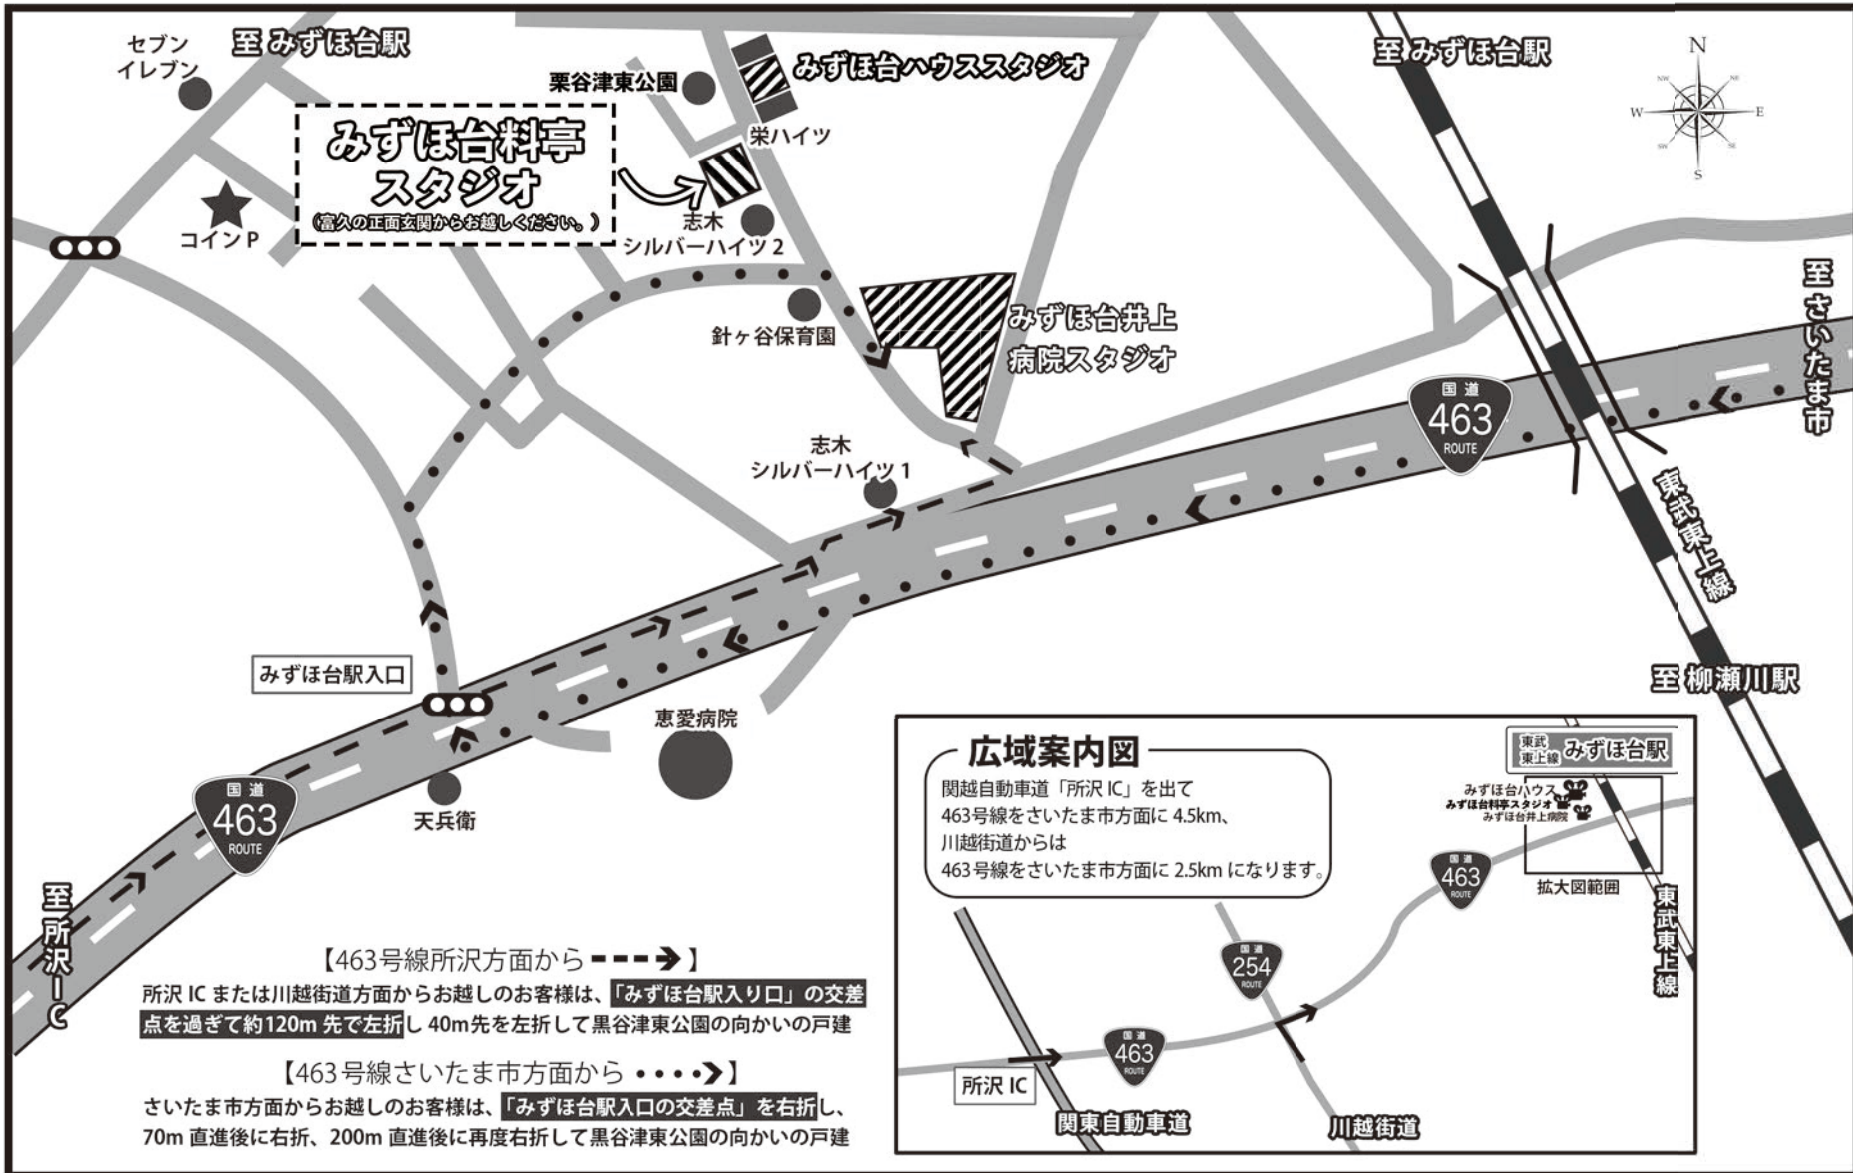 セブン
イレブン
至 みずほ台駅
栗谷津東公園
みずほ台ハウススタジオ
至 みずほ台駅
N
NW
NE
W
E
SW
SE
S
みずほ台料亭
スタジオ
(富久の正面玄関からお越しください。)
栄ハイツ
コイン P
志木
シルバーハイツ 2
針ヶ谷保育園
みずほ台井上
病院スタジオ
至さいたま市
国道
463
ROUTE
志木
シルバーハイツ 1
東武東上線
みずほ台駅入口
恵愛病院
至 柳瀬川駅
天兵衛
国道
463
ROUTE
至所沢IC
【463号線所沢方面から】
所沢 IC または川越街道方面からお越しのお客様は、「みずほ台駅入り口」の交差
点を過ぎて約120m 先で左折し 40m先を左折して黒谷津東公園の向かいの戸建
【463号線さいたま市方面から】
さいたま市方面からお越しのお客様は、「みずほ台駅入口の交差点」を右折し、
70m 直進後に右折、200m 直進後に再度右折して黒谷津東公園の向かいの戸建
広域案内図
関越自動車道「所沢 IC」を出て
463号線をさいたま市方面に 4.5km、
川越街道からは
463号線をさいたま市方面に 2.5km になります。
東武
東上線
みずほ台駅
みずほ台ハウス
みずほ台料亭スタジオ
みずほ台井上病院
拡大図範囲
国道
463
ROUTE
東武東上線
国道
254
ROUTE
国道
463
ROUTE
所沢 IC
関東自動車道
川越街道